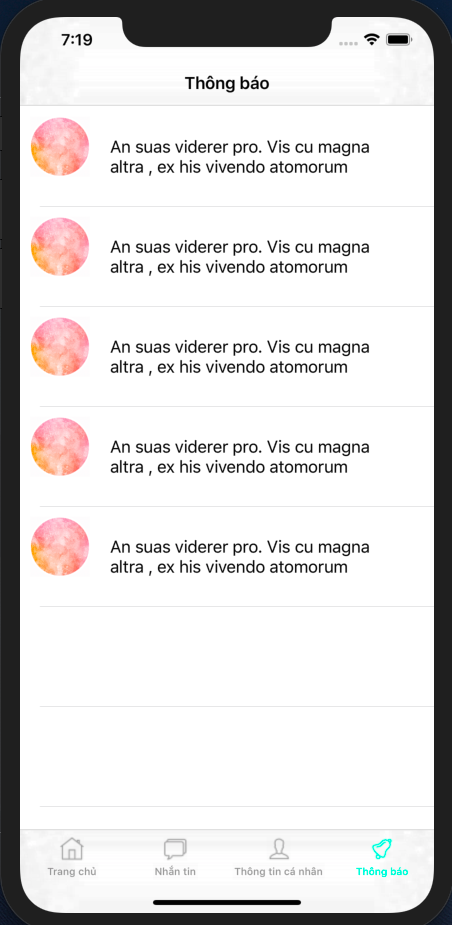 7:19
Thông báo
An suas viderer pro. Vis cu magna
altra , ex his vivendo atomorum
An suas viderer pro. Vis cu magna
altra , ex his vivendo atomorum
An suas viderer pro. Vis cu magna
altra , ex his vivendo atomorum
An suas viderer pro. Vis cu magna
altra , ex his vivendo atomorum
An suas viderer pro. Vis cu magna
altra , ex his vivendo atomorum
Trang chủ Nhắn tin Thông tin cá nhân Thông báo